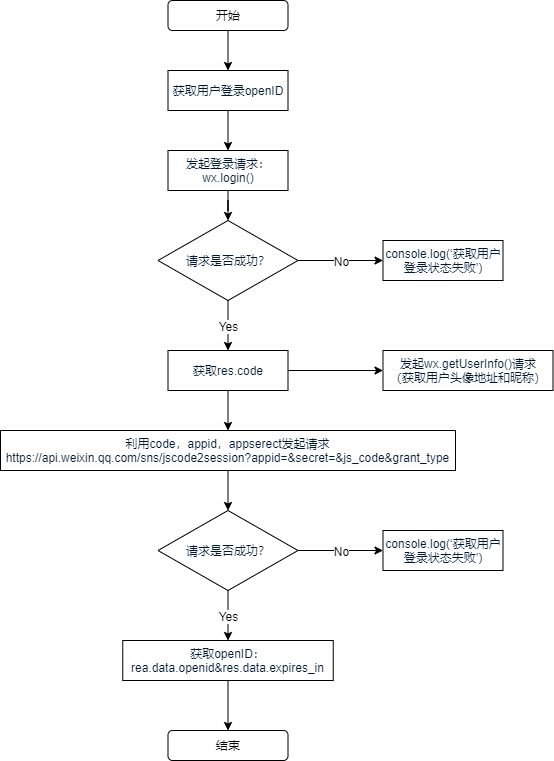 开始
获取用户登录openID
发起登录请求：
wx.login()
请求是否成功？
No
console.log(‘获取用户
登录状态失败’)
Yes
获取res.code
发起wx.getUserInfo()请求
(获取用户头像地址和昵称)
利用code，appid，appserect发起请求
https://api.weixin.qq.com/sns/jscode2session?appid=&secret=&js_code&grant_type
请求是否成功？
No
console.log(‘获取用户
登录状态失败’)
Yes
获取openID：
rea.data.openid&res.data.expires_in
结束